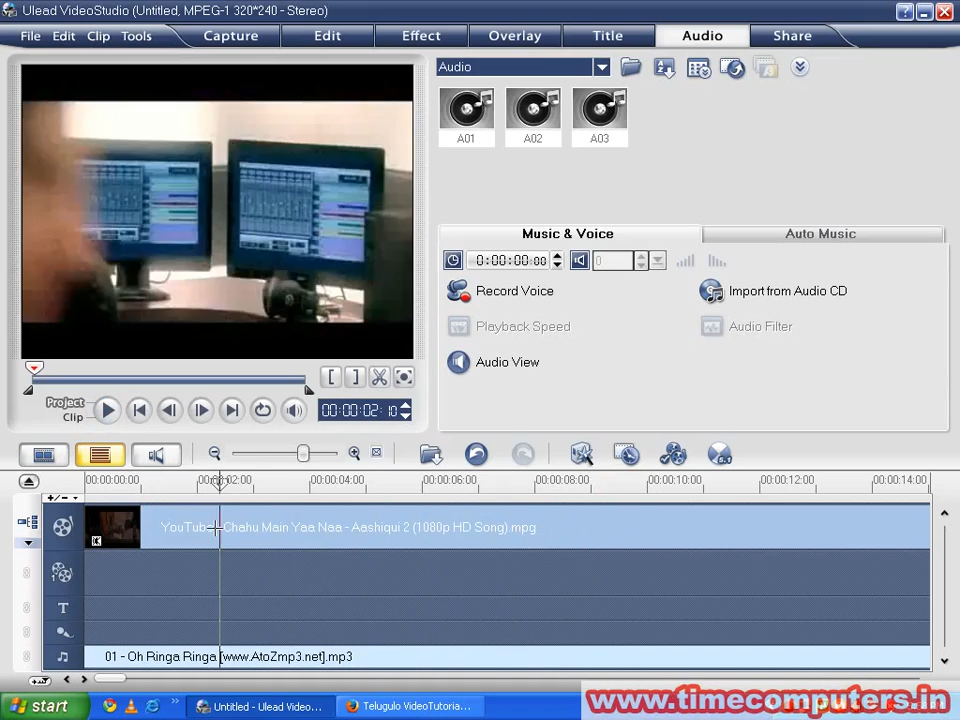 Ulead VideoStudio (Untitled, MPEG-1 320*240 - Stereo)
File Edit Clip Tools Capture Edit Effect Overlay Title Audio Share
Audio
A01 A02 A03
Music & Voice Auto Music
0:00:00:00 0
Record Voice Import from Audio CD
Playback Speed Audio Filter
Audio View
Project
Clip
00:00:02:10
00:00:00:00 00:00:02:00 00:00:04:00 00:00:06:00 00:00:08:00 00:00:10:00 00:00:12:00 00:00:14:00
YouTub Chahu Main Yaa Naa - Aashiqui 2 (1080p HD Song).mpg
T
01 - Oh Ringa Ringa [www.AtoZmp3.net].mp3
start Untitled - Ulead Video... Telugulo VideoTutoria...
www.timecomputers.in